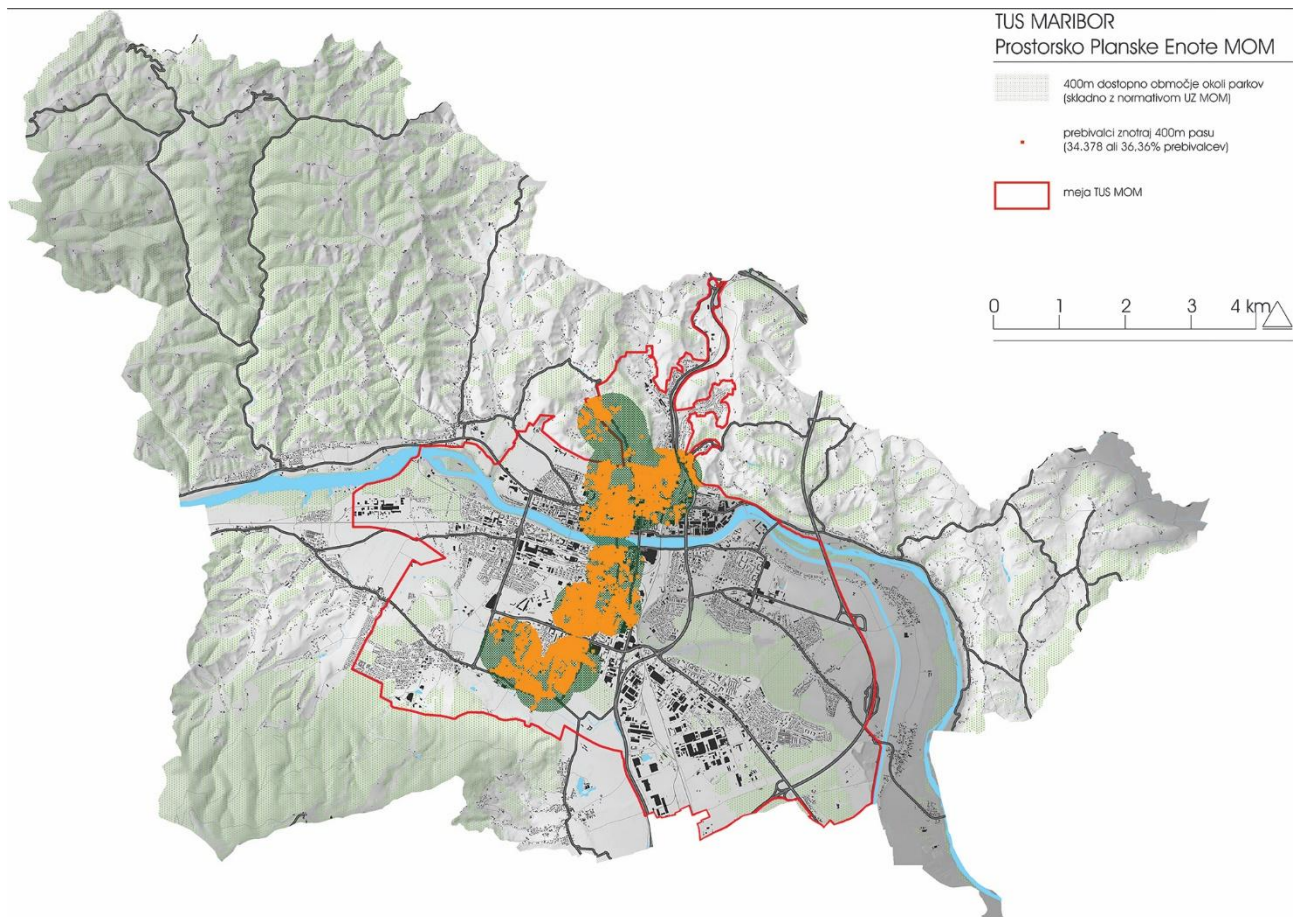 TUS MARIBOR
Prostorsko Planske Enote MOM
400m dostopno območje okoli parkov
(skladno z normativom UZ MOM)
prebivalci znotraj 400m pasu
(34.378 ali 36,36% prebivalcev)
meja TUS MOM
0 1 2 3 4 km